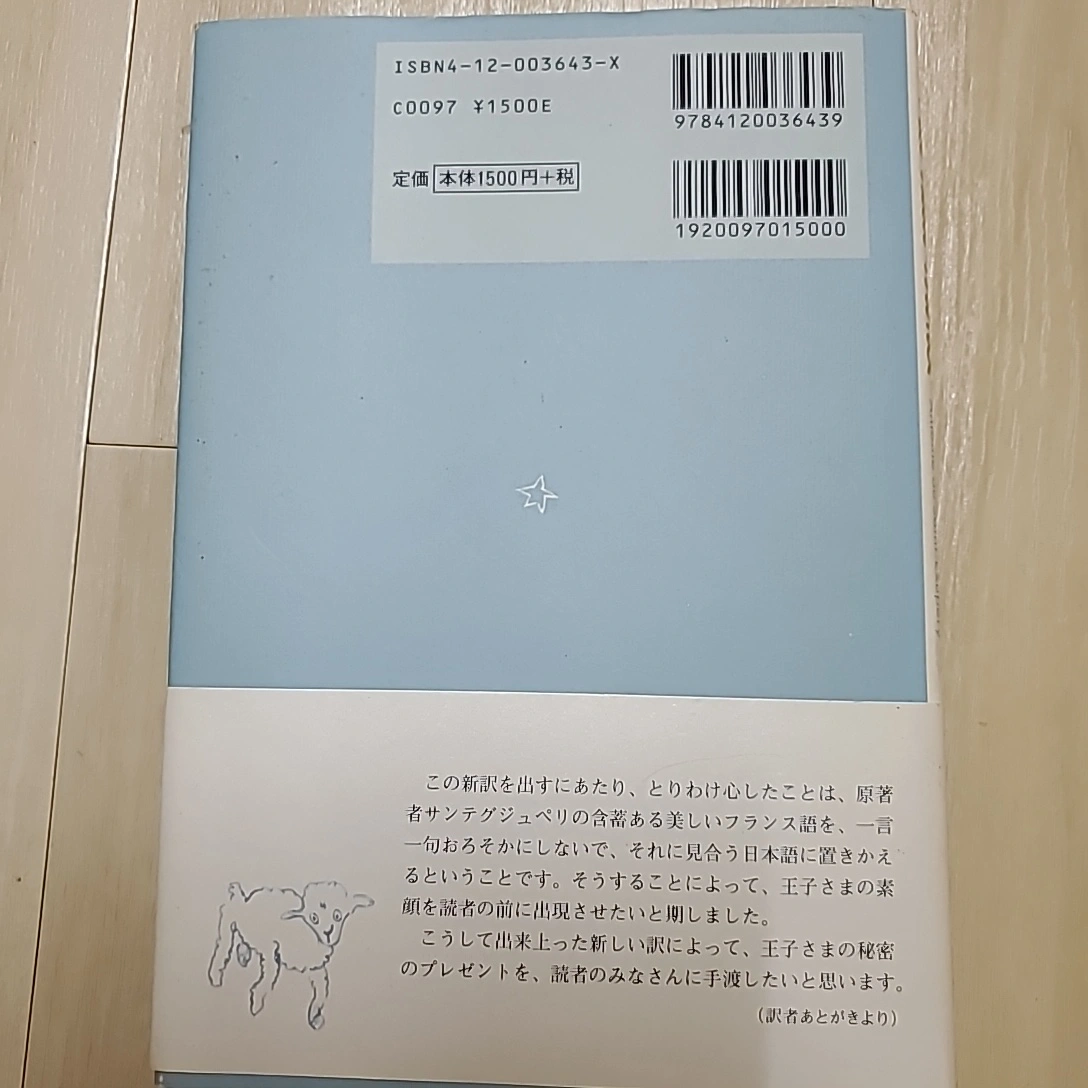 ISBN4-12-003643-X
C0097 ¥1500E
9784120036439
定価 本体1500円+税
1920097015000
この新訳を出すにあたり、とりわけ心したことは、原著
者サンテグジュペリの含蓄ある美しいフランス語を、一言
一句おろそかにしないで、それに見合う日本語に置きかえ
るということです。そうすることによって、王子さまの素
顔を読者の前に出現させたいと期しました。
こうして出来上った新しい訳によって、王子さまの秘密
のプレゼントを、読者のみなさんに手渡したいと思います。
(訳者あとがきより)